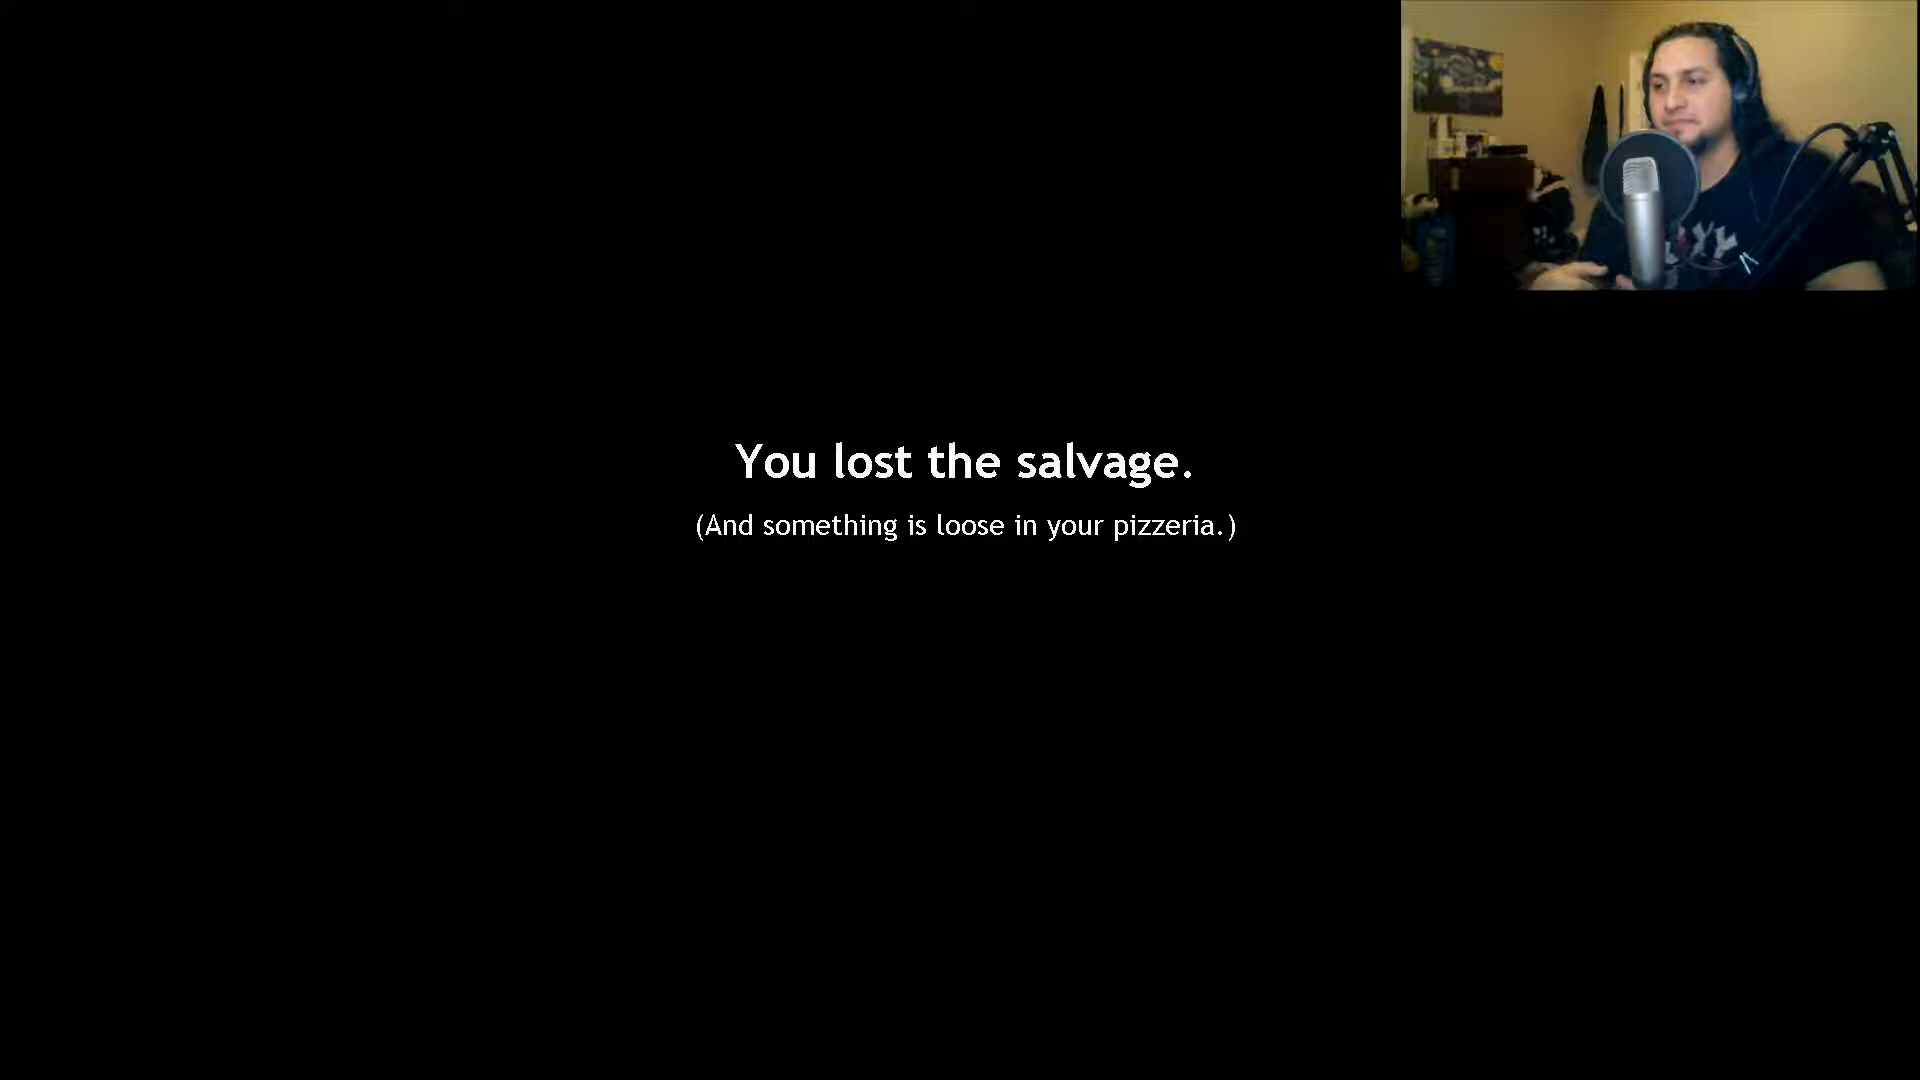 You lost the salvage.
(And something is loose in your pizzeria.)